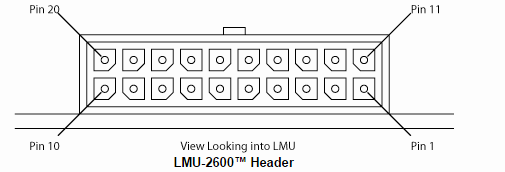 Pin 20
Pin 11
Pin 10
View Looking into LMU
Pin 1
LMU-2600™ Header